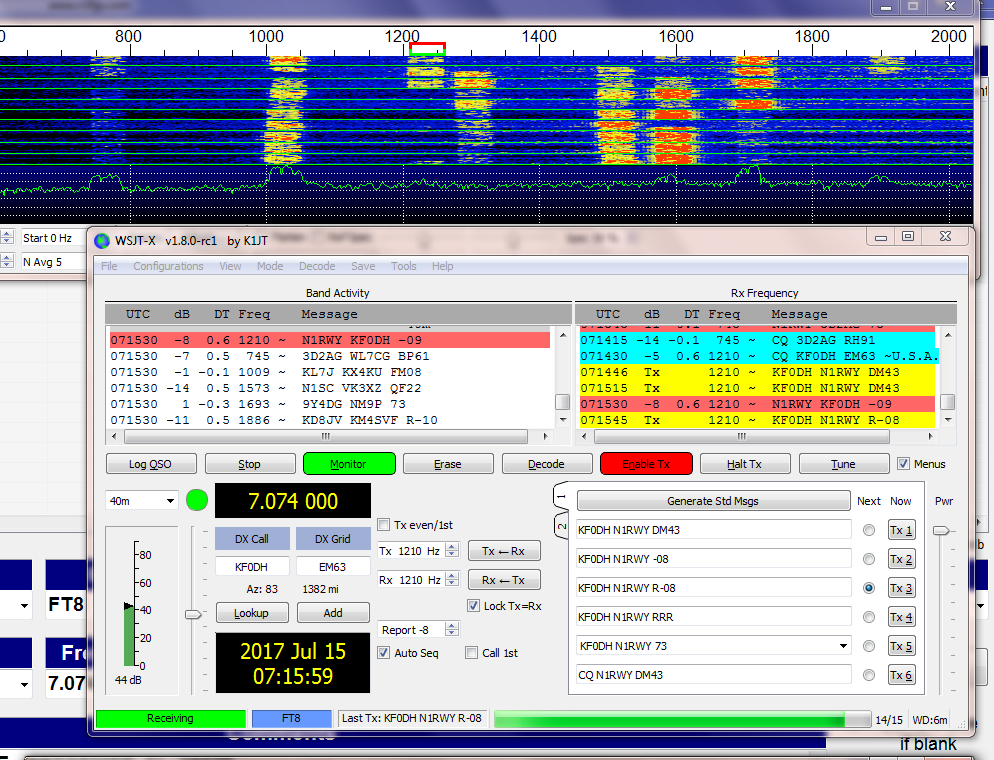 0 800 1000 1200 1400 1600 1800 2000
Start 0 Hz
N Avg 5
WSJT-X v1.8.0-rc1 by K1JT
File Configurations View Mode Decode Save Tools Help
Band Activity
UTC dB DT Freq Message
071530 -8 0.6 1210 ~ N1RWY KF0DH -09
071530 -7 0.5 745 ~ 3D2AG WL7CG BP61
071530 -1 -0.1 1009 ~ KL7J KX4KU FM08
071530 -14 0.5 1573 ~ N1SC VK3XZ QF22
071530 1 -0.3 1693 ~ 9Y4DG NM9P 73
071530 -11 0.5 1886 ~ KD8JV KM4SVF R-10
Rx Frequency
UTC dB DT Freq Message
071415 -14 -0.1 745 ~ CQ 3D2AG RH91
071430 -5 0.6 1210 ~ CQ KF0DH EM63 ~U.S.A.
071446 Tx 1210 ~ KF0DH N1RWY DM43
071515 Tx 1210 ~ KF0DH N1RWY DM43
071530 -8 0.6 1210 ~ N1RWY KF0DH -09
071545 Tx 1210 ~ KF0DH N1RWY R-08
Log QSO Stop Monitor Erase Decode Enable Tx Halt Tx Tune Menus
40m
7.074 000
DX Call DX Grid
KF0DH EM63
Az: 83 1382 mi
Lookup Add
2017 Jul 15
07:15:59
-80
-60
-40
-20
-0
44 dB
Tx even/1st
Tx 1210 Hz Tx ← Rx
Rx 1210 Hz Rx ← Tx
Lock Tx=Rx
Report -8
Auto Seq Call 1st
1
2
Generate Std Msgs Next Now Pwr
KF0DH N1RWY DM43 Tx 1
KF0DH N1RWY -08 Tx 2
KF0DH N1RWY R-08 Tx 3
KF0DH N1RWY RRR Tx 4
KF0DH N1RWY 73 Tx 5
CQ N1RWY DM43 Tx 6
Receiving FT8 Last Tx: KF0DH N1RWY R-08 14/15 WD:6m
FT8
Fre
7.07
Comments
if blank